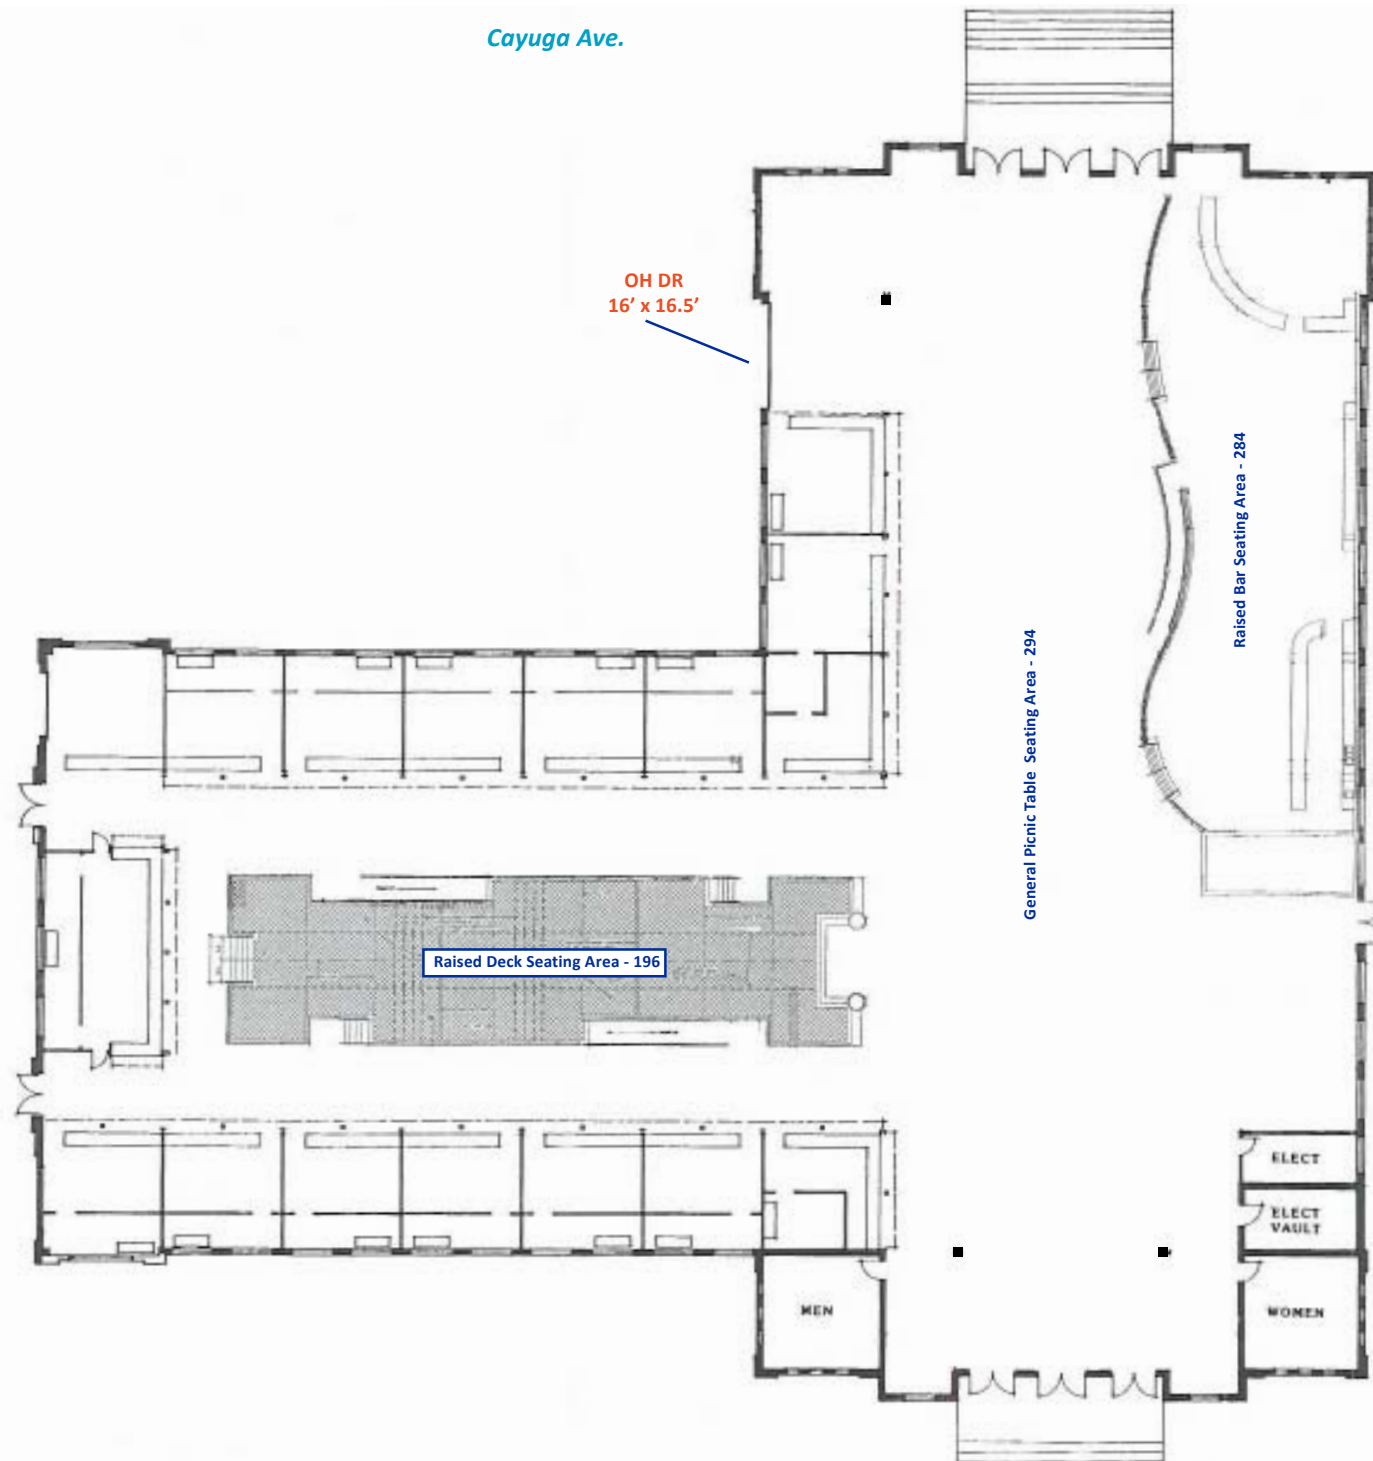 Cayuga Ave.
OH DR
16’ x 16.5’
Raised Bar Seating Area - 284
General Picnic Table Seating Area - 294
Raised Deck Seating Area - 196
ELECT
ELECT
VAULT
MEN
WOMEN